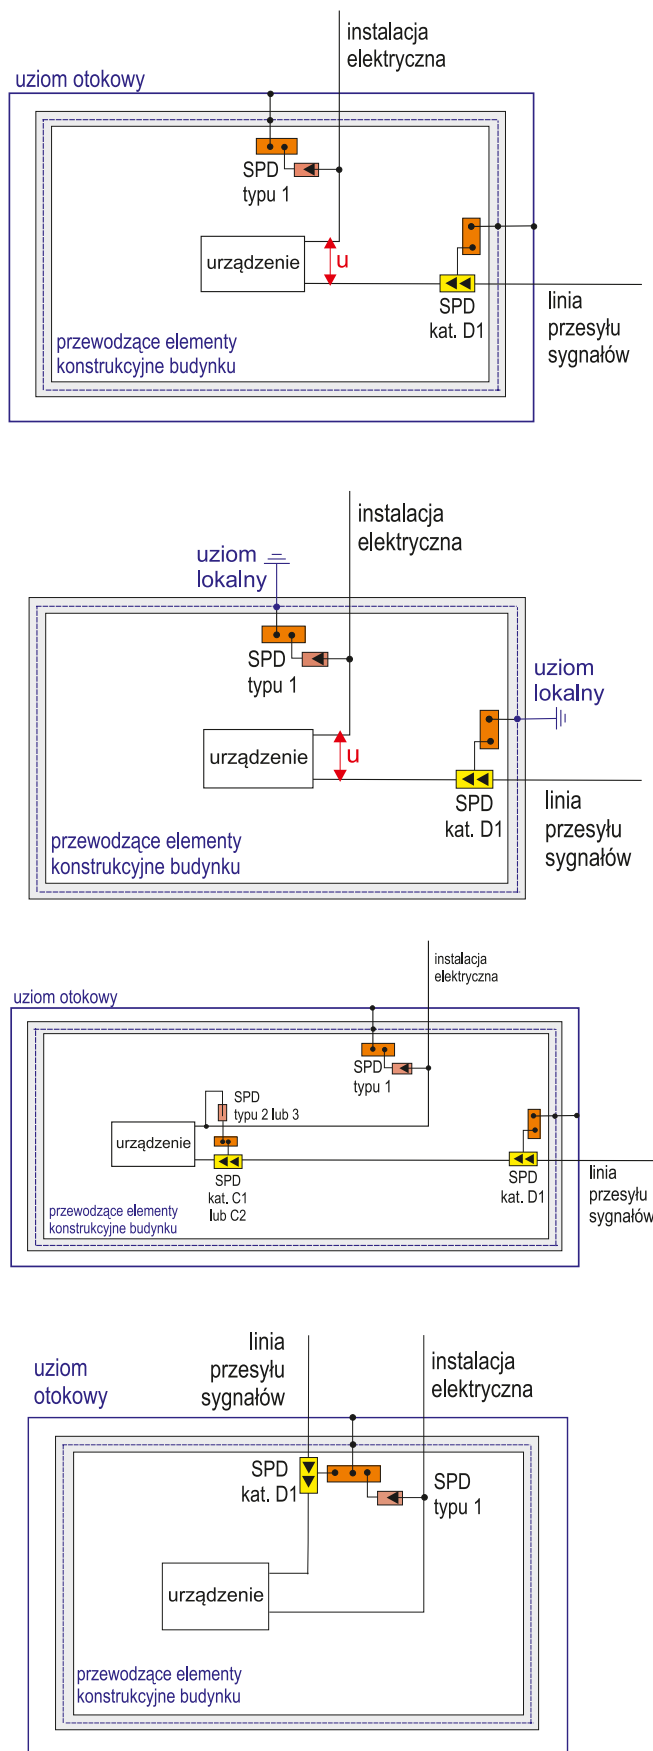 instalacja
elektryczna
uziom otokowy
SPD
typu 1
urządzenie
u
SPD
kat. D1
linia
przesyłu
sygnałów
przewodzące elementy
konstrukcyjne budynku
instalacja
elektryczna
uziom
lokalny
SPD
typu 1
uziom
lokalny
urządzenie
u
SPD
kat. D1
linia
przesyłu
sygnałów
przewodzące elementy
konstrukcyjne budynku
instalacja
elektryczna
uziom otokowy
SPD
typu 1
SPD
typu 2 lub 3
urządzenie
SPD
kat. C1
lub C2
SPD
kat. D1
linia
przesyłu
sygnałów
przewodzące elementy
konstrukcyjne budynku
linia
przesyłu
sygnałów
instalacja
elektryczna
uziom
otokowy
SPD
kat. D1
SPD
typu 1
urządzenie
przewodzące elementy
konstrukcyjne budynku